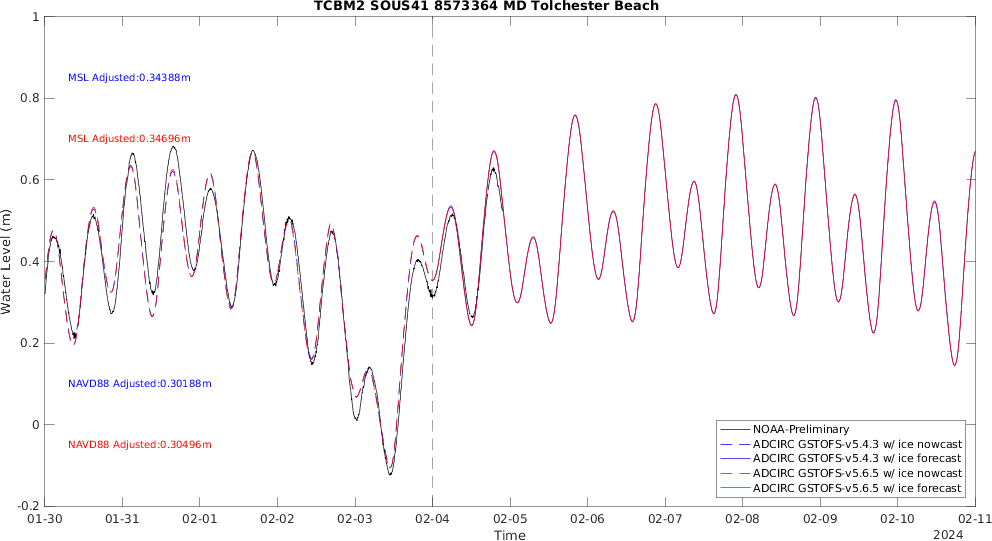 TCBM2 SOUS41 8573364 MD Tolchester Beach
1
0.8
0.6
0.4
0.2
0
-0.2
Water Level (m)
MSL Adjusted:0.34388m
MSL Adjusted:0.34696m
NAVD88 Adjusted:0.30188m
NAVD88 Adjusted:0.30496m
NOAA-Preliminary
ADCIRC GSTOFS-v5.4.3 w/ ice nowcast
ADCIRC GSTOFS-v5.4.3 w/ ice forecast
ADCIRC GSTOFS-v5.6.5 w/ ice nowcast
ADCIRC GSTOFS-v5.6.5 w/ ice forecast
01-30 01-31 02-01 02-02 02-03 02-04 02-05 02-06 02-07 02-08 02-09 02-10 02-11
Time
2024